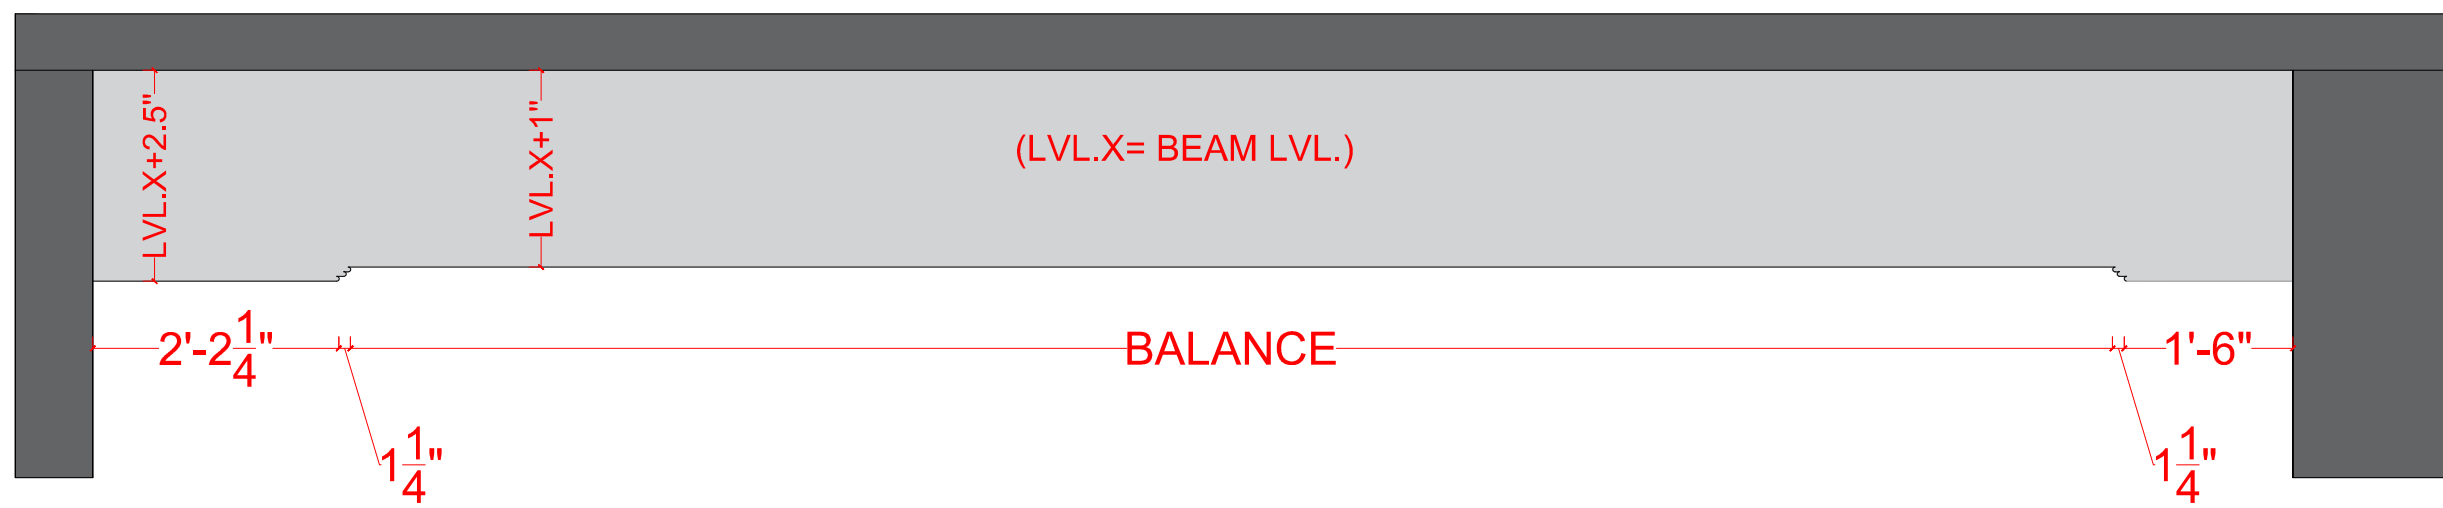 LVL.X+2.5"
LVL.X+1"
(LVL.X= BEAM LVL.)
2'-2 1/4"
BALANCE
1'-6"
1 1/4"
1 1/4"